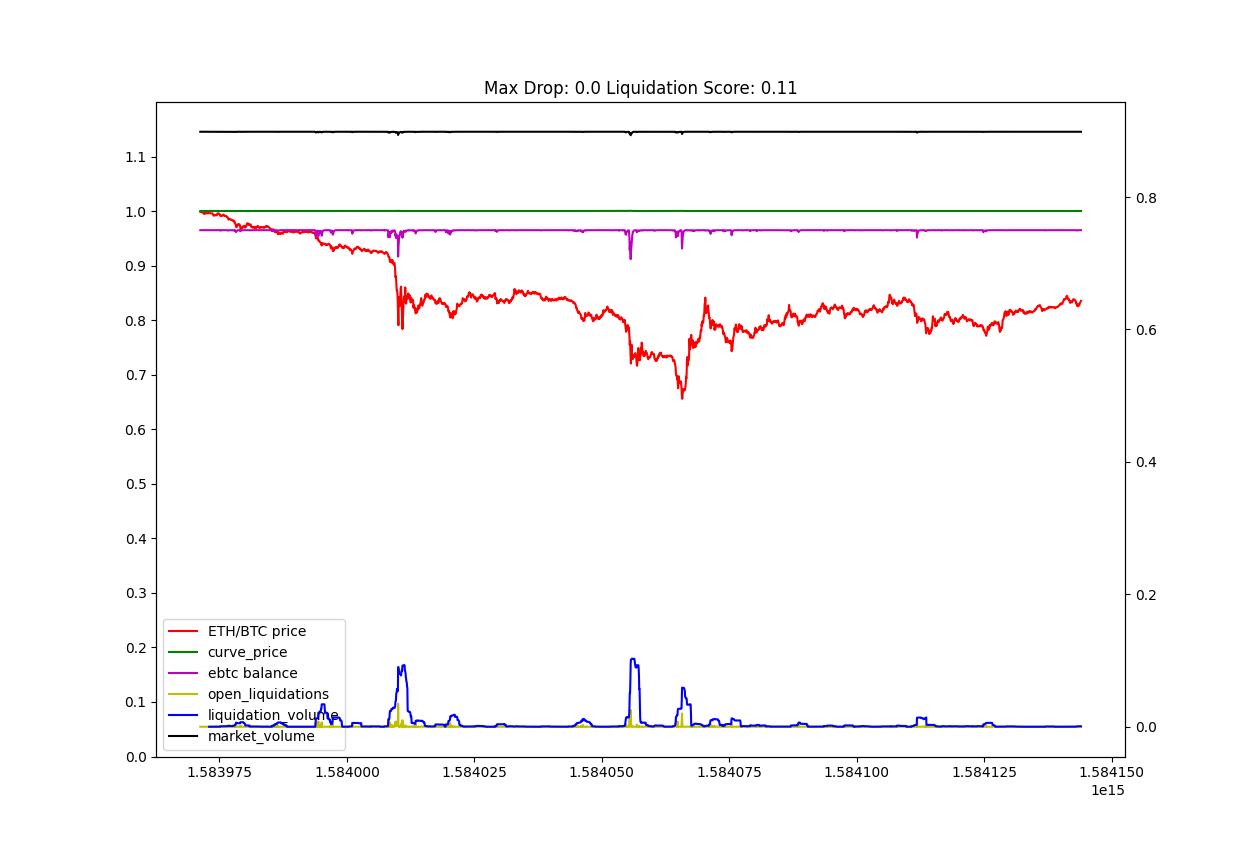 Max Drop: 0.0 Liquidation Score: 0.11
1.1
1.0
0.9
0.8
0.7
0.6
0.5
0.4
0.3
0.2
0.1
0.0
0.8
0.6
0.4
0.2
0.0
ETH/BTC price
curve_price
ebtc balance
open_liquidations
liquidation_volume
market_volume
1.583975 1.584000 1.584025 1.584050 1.584075 1.584100 1.584125 1.584150
1e15